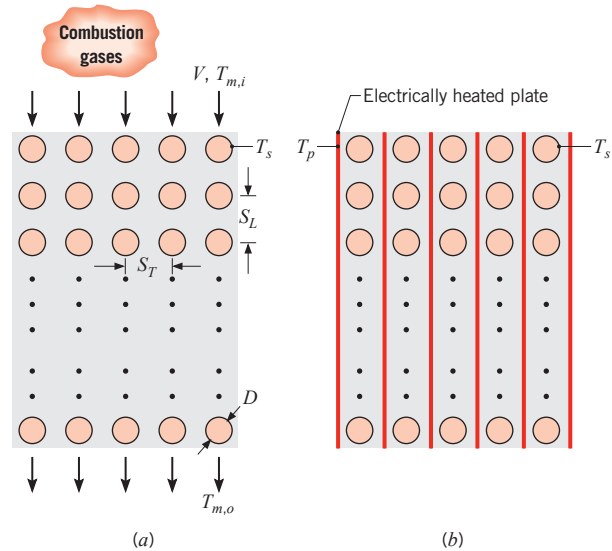 Combustion
gases
V, T_{m,i}
T_s
S_L
S_T
D
T_{m,o}
(a)
Electrically heated plate
T_p
T_s
(b)